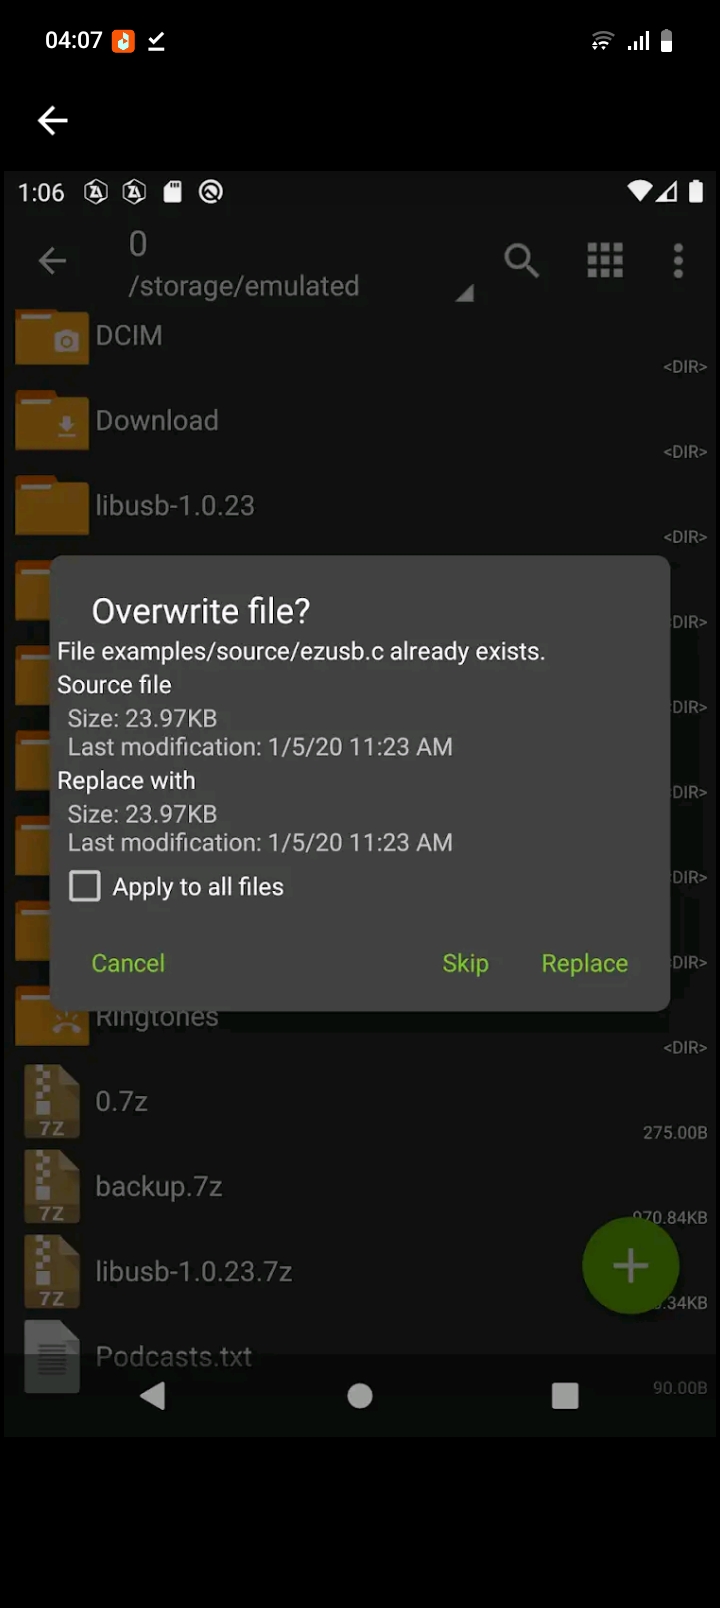 04:07
1:06
0
/storage/emulated
DCIM
<DIR>
Download
<DIR>
libusb-1.0.23
<DIR>
Overwrite file?
File examples/source/ezusb.c already exists.
DIR>
Source file
DIR>
Size: 23.97KB
Last modification: 1/5/20 11:23 AM
Replace with
DIR>
Size: 23.97KB
Last modification: 1/5/20 11:23 AM
DIR>
Apply to all files
Cancel
Skip
Replace
DIR>
Ringtones
<DIR>
0.7z
7Z
275.00B
backup.7z
7Z
970.84KB
libusb-1.0.23.7z
7Z
.34KB
Podcasts.txt
90.00B